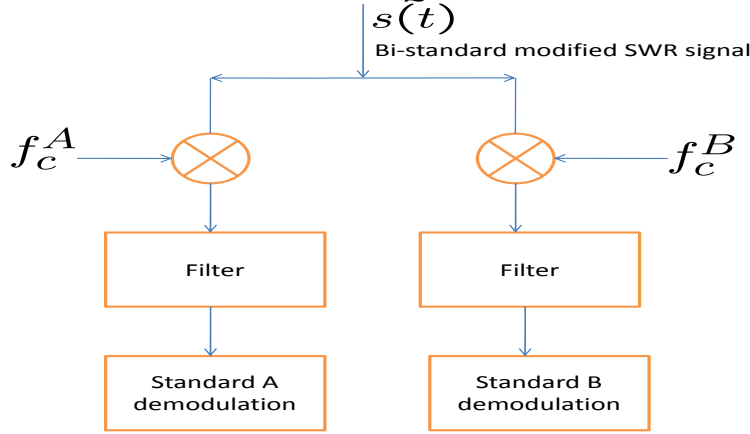 s̃(t)
Bi-standard modified SWR signal
f_c^A
f_c^B
Filter
Filter
Standard A
demodulation
Standard B
demodulation